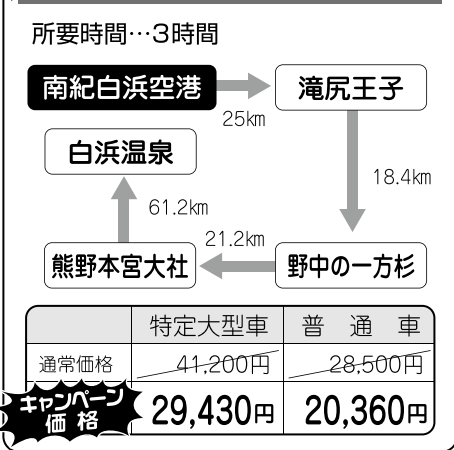 所要時間…3時間
南紀白浜空港
滝尻王子
25km
白浜温泉
18.4km
61.2km
21.2km
熊野本宮大社
野中の一方杉
特定大型車 普通車
通常価格 41,200円 28,500円
キャンペーン
価格
29,430円 20,360円